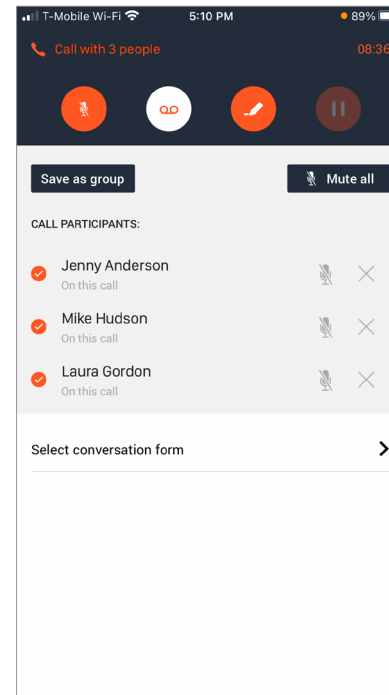 T-Mobile Wi-Fi 5:10 PM 89%
Call with 3 people 08:36
Save as group Mute all
CALL PARTICIPANTS:
Jenny Anderson
On this call
Mike Hudson
On this call
Laura Gordon
On this call
Select conversation form